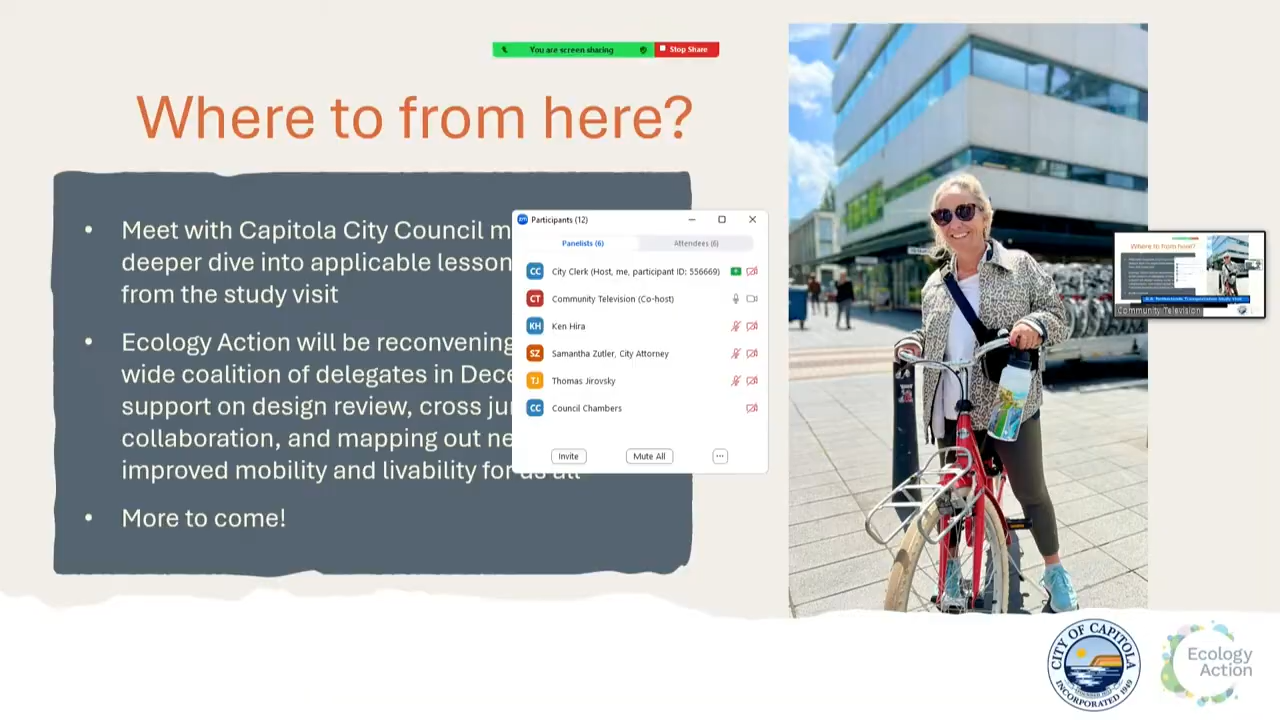 You are screen sharing
Stop Share
Where to from here?
• Meet with Capitola City Council m
deeper dive into applicable lesson
from the study visit
• Ecology Action will be reconvening
wide coalition of delegates in Dece
support on design review, cross ju
collaboration, and mapping out ne
improved mobility and livability for us all
• More to come!
zm Participants (12)
Panelists (6)
Attendees (6)
CC City Clerk (Host, me, participant ID: 556669)
CT Community Television (Co-host)
KH Ken Hira
SZ Samantha Zutler, City Attorney
TJ Thomas Jirovsky
CC Council Chambers
Invite
Mute All
...
Where to from here?
Community Television
CITY OF CAPITOLA
INCORPORATED 1949
Ecology
Action